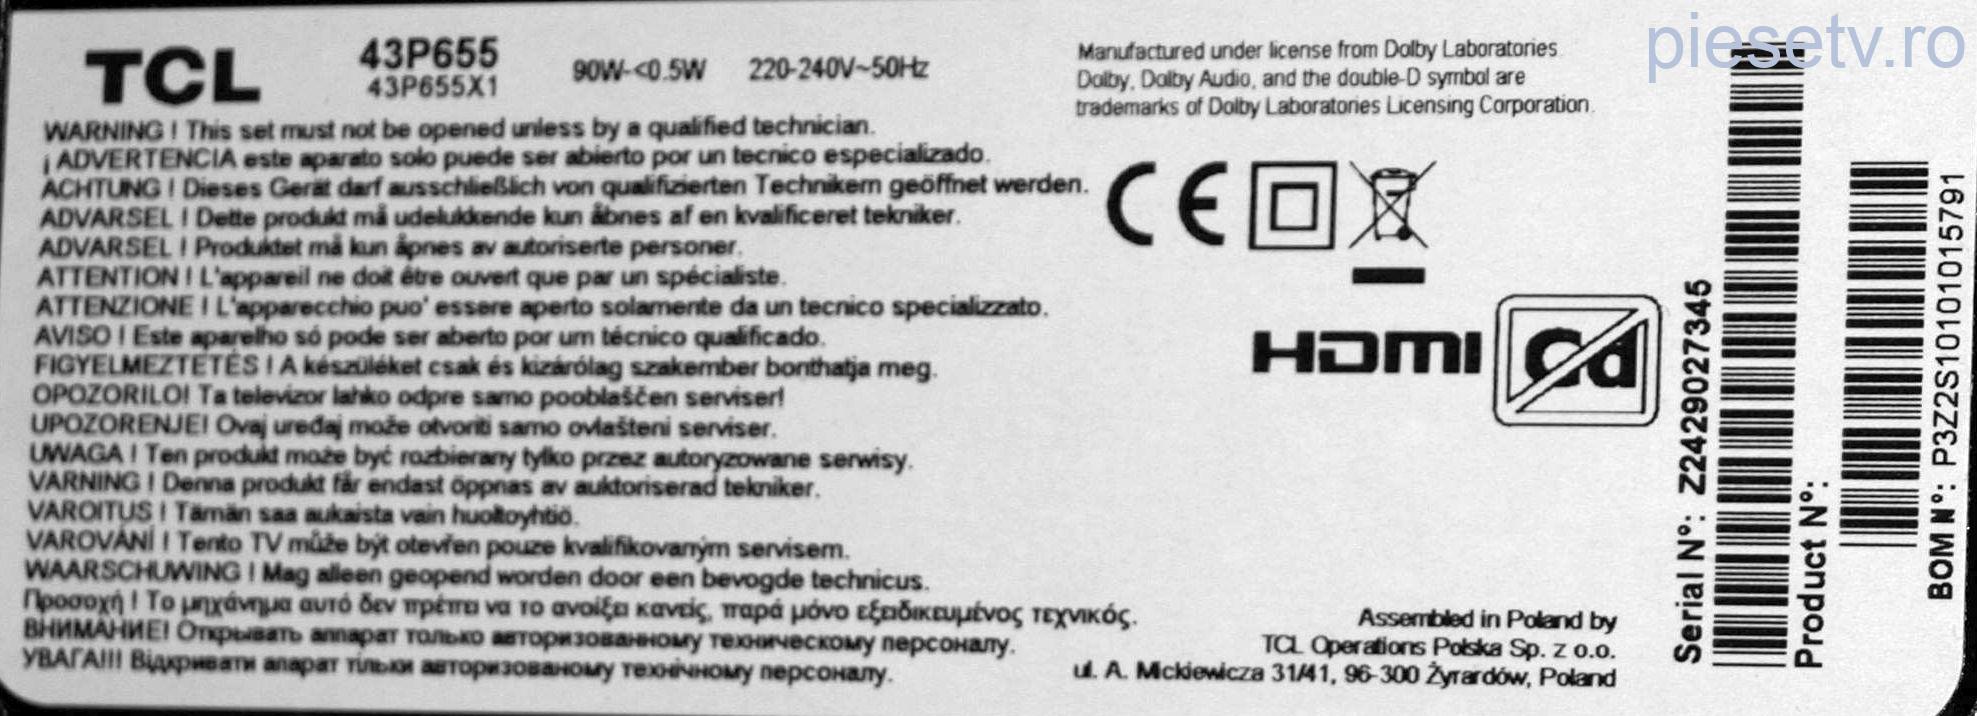 piesetv.ro
TCL
43P655
43P655X1
90W-<0.5W
220-240V~50Hz
WARNING ! This set must not be opened unless by a qualified technician.
¡ ADVERTENCIA este aparato solo puede ser abierto por un tecnico especializado.
ACHTUNG ! Dieses Gerät darf ausschließlich von qualifizierten Technikern geöffnet werden.
ADVARSEL ! Dette produkt må udelukkende kun åbnes af en kvalificeret tekniker.
ADVARSEL ! Produktet må kun åpnes av autoriserte personer.
ATTENTION ! L'appareil ne doit être ouvert que par un spécialiste.
ATTENZIONE ! L'apparecchio puo' essere aperto solamente da un tecnico specializzato.
AVISO ! Este aparelho só pode ser aberto por um técnico qualificado.
FIGYELMEZTETÉS ! A készüléket csak és kizárólag szakember bonthatja meg.
OPOZORILO! Ta televizor lahko odpre samo pooblaščen serviser!
UPOZORENJE! Ovaj uređaj može otvoriti samo ovlašteni serviser.
UWAGA ! Ten produkt może być rozbierany tylko przez autoryzowane serwisy.
VARNING ! Denna produkt får endast öppnas av auktoriserad tekniker.
VAROITUS ! Tämän saa aukaista vain huoltoyhtiö.
VAROVÁNÍ ! Tento TV může být otevřen pouze kvalifikovaným servisem.
WAARSCHUWING ! Mag alleen geopend worden door een bevogde technicus.
Προσοχή ! Το μηχάνημα αυτό δεν πρέπει να το ανοίξει κανείς, παρά μόνο εξειδικευμένος τεχνικός.
ВНИМАНИЕ! Открывать аппарат только авторизованному техническому персоналу.
УВАГА!!! Відкривати апарат тільки авторизованому технічному персоналу.
Manufactured under license from Dolby Laboratories.
Dolby, Dolby Audio, and the double-D symbol are
trademarks of Dolby Laboratories Licensing Corporation.
CE
HDMI
Cd
Assembled in Poland by
TCL Operations Polska Sp. z o.o.
ul. A. Mickiewicza 31/41, 96-300 Żyrardów, Poland
Serial N°: Z2429027345
Product N°:
BOM N°: P3Z2S10101015791